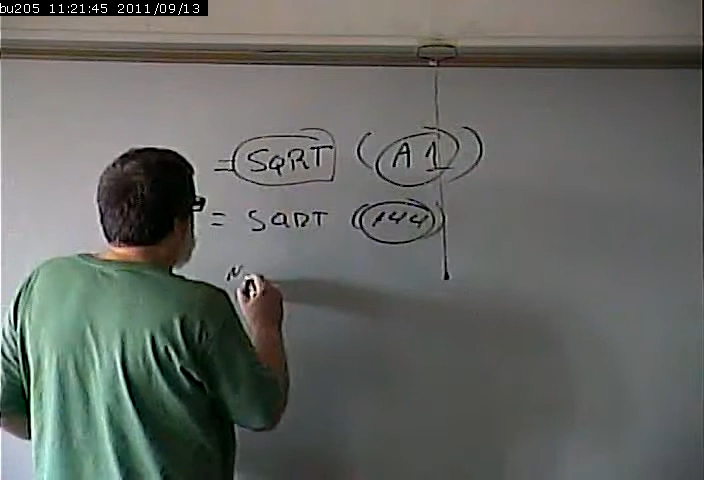 bu205 11:21:45 2011/09/13
= SQRT (A1)
= SQRT (144)
N